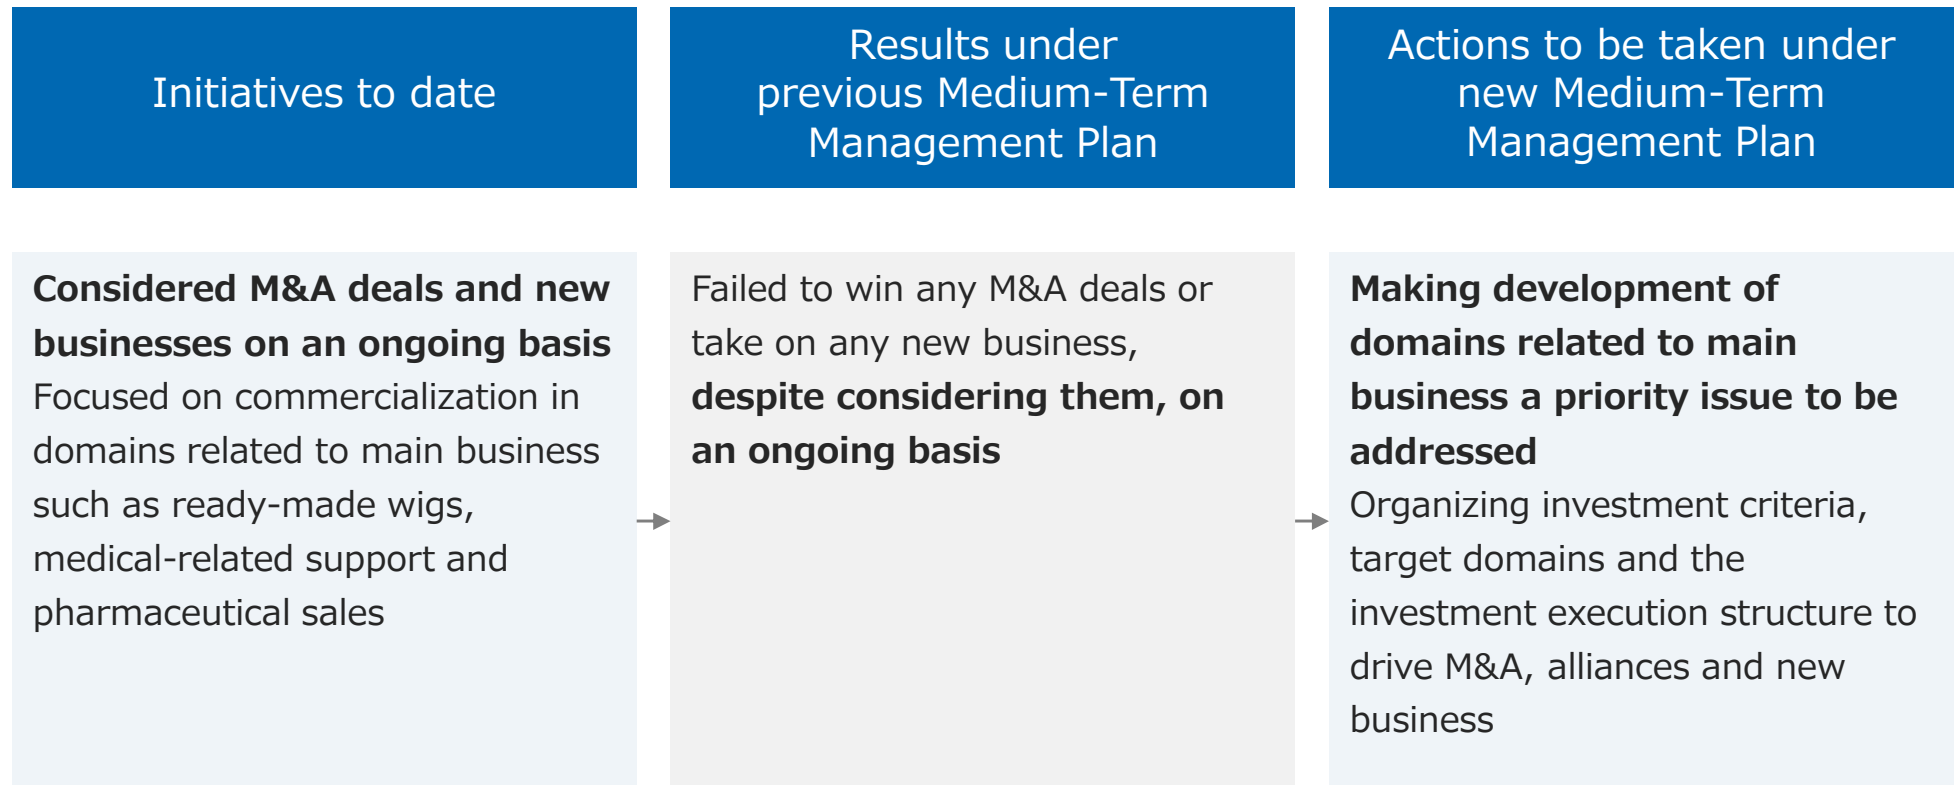 Initiatives to date
Results under
previous Medium-Term
Management Plan
Actions to be taken under
new Medium-Term
Management Plan
Considered M&A deals and new
businesses on an ongoing basis
Focused on commercialization in
domains related to main business
such as ready-made wigs,
medical-related support and
pharmaceutical sales
Failed to win any M&A deals or
take on any new business,
despite considering them, on
an ongoing basis
Making development of
domains related to main
business a priority issue to be
addressed
Organizing investment criteria,
target domains and the
investment execution structure to
drive M&A, alliances and new
business